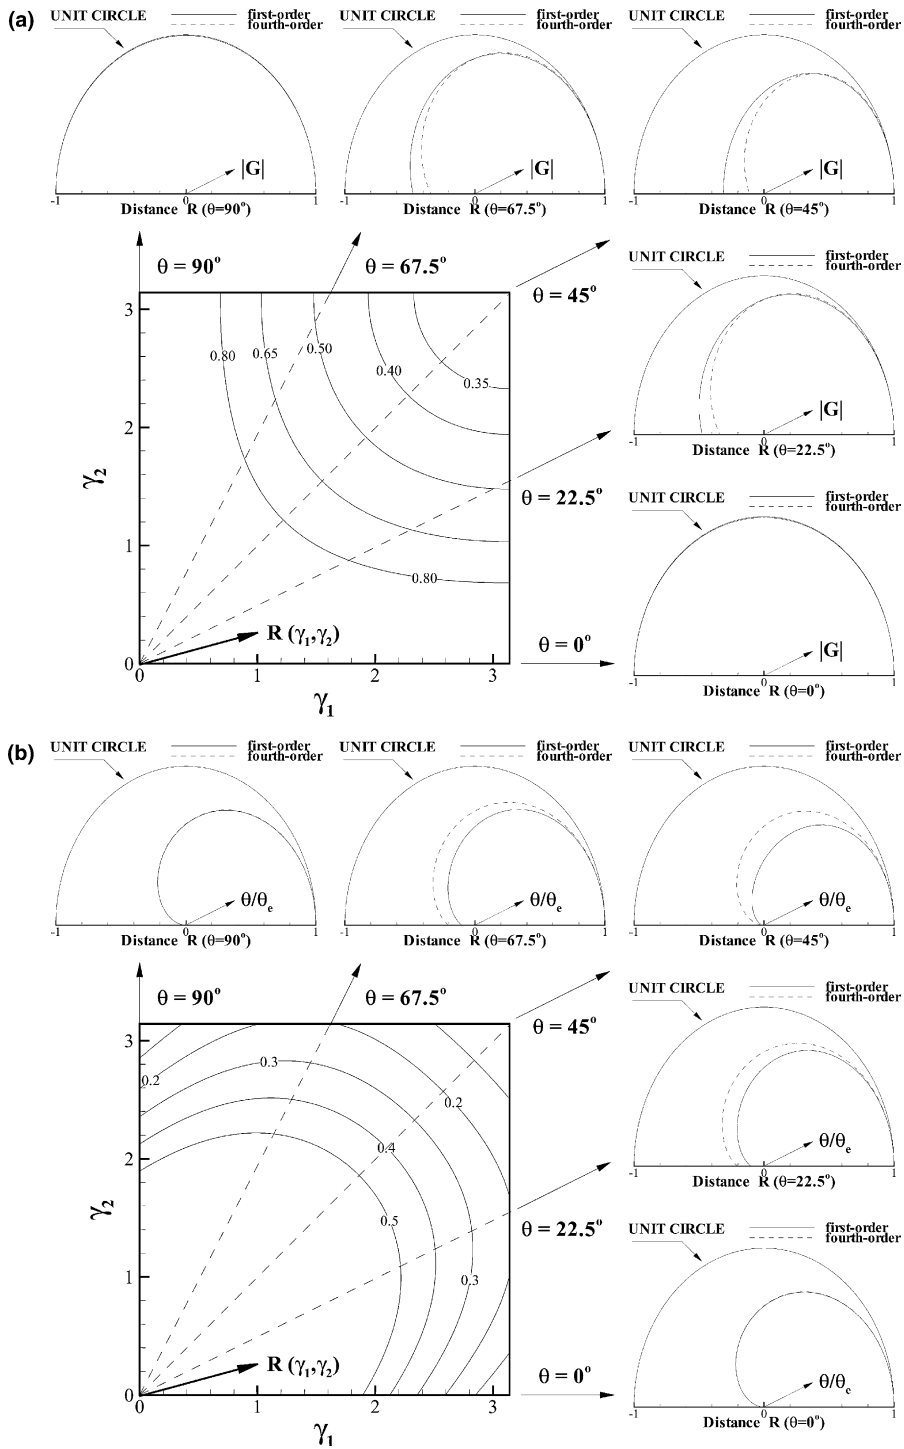 (a)
UNIT CIRCLE
first-order
fourth-order
|G|
-1 0 1
Distance R (θ=90°)
UNIT CIRCLE
first-order
fourth-order
|G|
-1 0 1
Distance R (θ=67.5°)
UNIT CIRCLE
first-order
fourth-order
|G|
-1 0 1
Distance R (θ=45°)
θ = 90°
θ = 67.5°
θ = 45°
UNIT CIRCLE
first-order
fourth-order
|G|
-1 0 1
Distance R (θ=22.5°)
3
2
1
0
γ₂
0.80
0.65
0.50
0.40
0.35
0.80
θ = 22.5°
R (γ₁,γ₂)
θ = 0°
0 1 2 3
γ₁
UNIT CIRCLE
first-order
fourth-order
|G|
-1 0 1
Distance R (θ=0°)
(b)
UNIT CIRCLE
first-order
fourth-order
θ/θₑ
-1 0 1
Distance R (θ=90°)
UNIT CIRCLE
first-order
fourth-order
θ/θₑ
-1 0 1
Distance R (θ=67.5°)
UNIT CIRCLE
first-order
fourth-order
θ/θₑ
-1 0 1
Distance R (θ=45°)
θ = 90°
θ = 67.5°
θ = 45°
UNIT CIRCLE
first-order
fourth-order
θ/θₑ
-1 0 1
Distance R (θ=22.5°)
3
2
1
0
γ₂
0.2
0.3
0.2
0.4
0.5
0.3
θ = 22.5°
R (γ₁,γ₂)
θ = 0°
0 1 2 3
γ₁
UNIT CIRCLE
first-order
fourth-order
θ/θₑ
-1 0 1
Distance R (θ=0°)